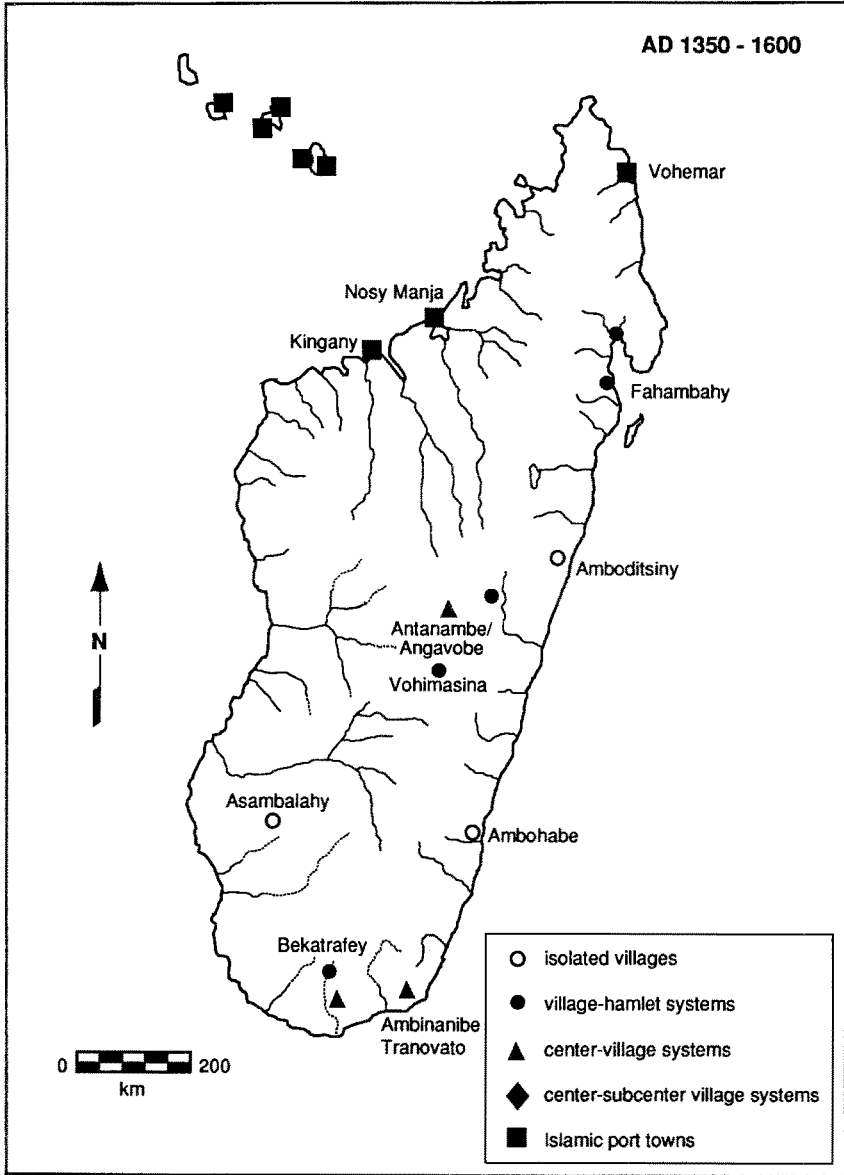 AD 1350 - 1600
Vohemar
Nosy Manja
Kingany
Fahambahy
Amboditsiny
N
Antanambe/
Angavobe
Vohimasina
Asambalahy
Ambohabe
Bekatrafey
Ambinanibe
Tranovato
0 200
km
isolated villages
village-hamlet systems
center-village systems
center-subcenter village systems
Islamic port towns